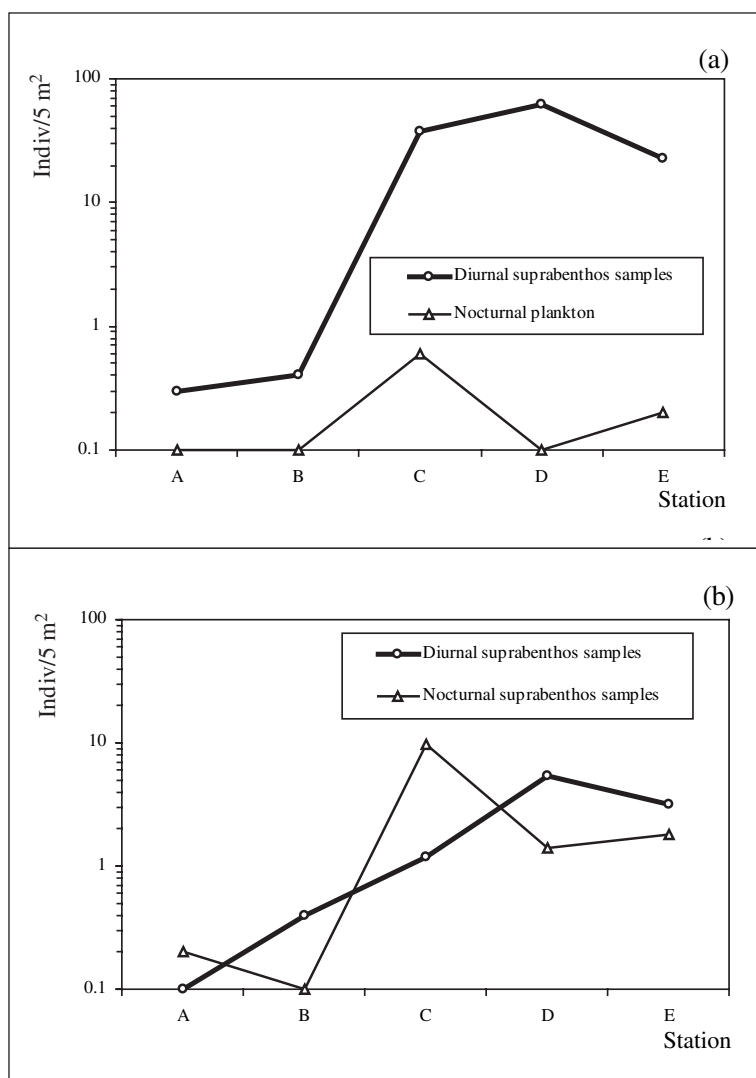 (a)
Indiv/5 m²
100
10
1
0.1
Diurnal suprabenthos samples
Nocturnal plankton
A B C D E
Station
(b)
Indiv/5 m²
100
10
1
0.1
Diurnal suprabenthos samples
Nocturnal suprabenthos samples
A B C D E
Station